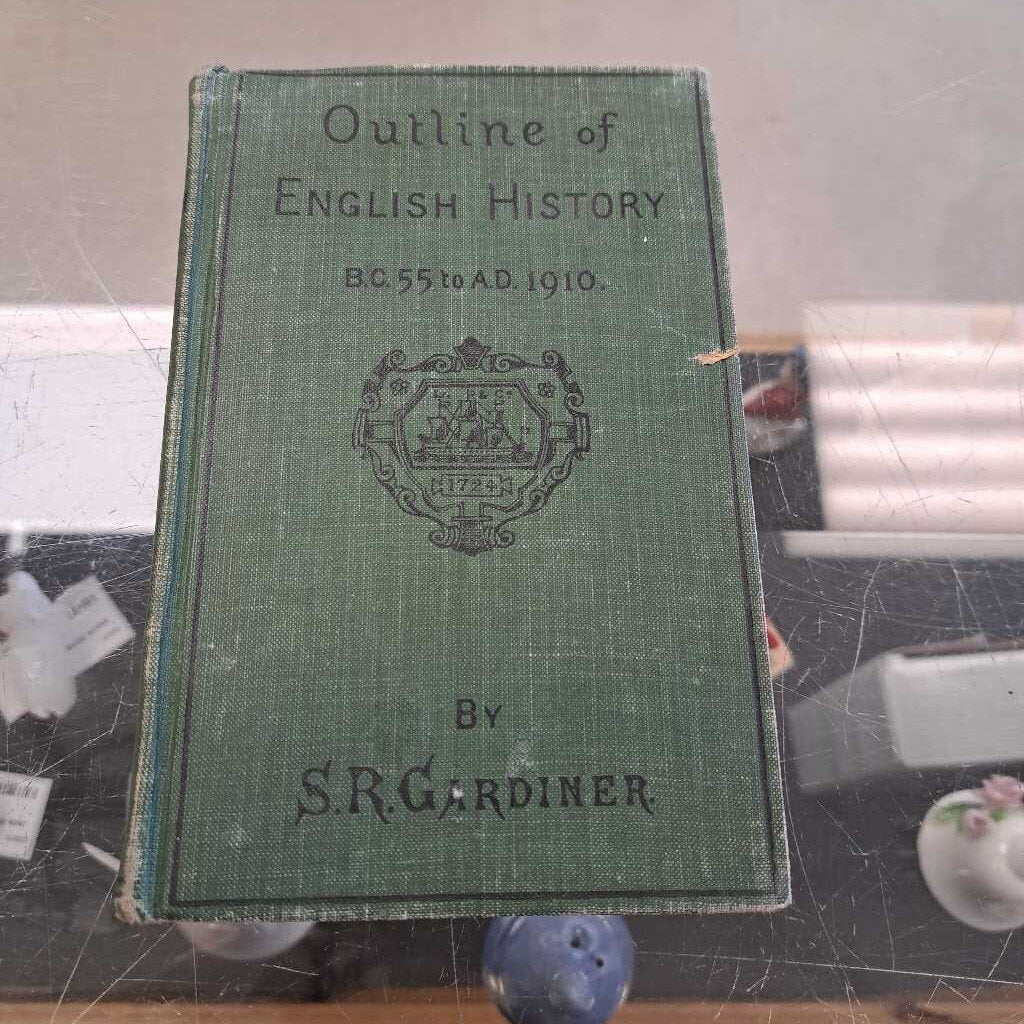 Outline of
ENGLISH HISTORY
B.C. 55 to A.D. 1910.
1724
BY
S.R. GARDINER.